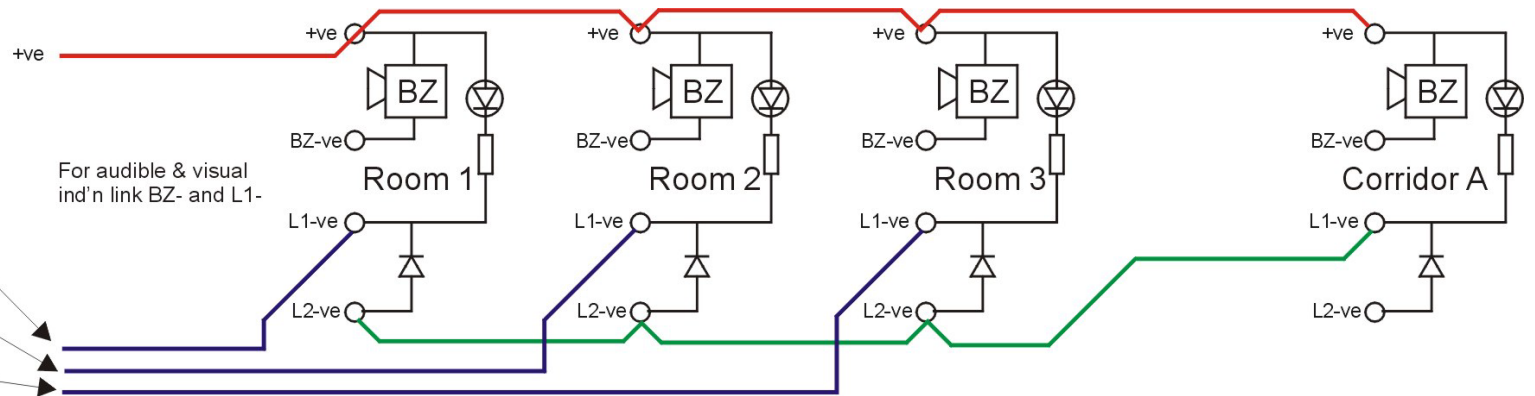 +ve
+ve
+ve
+ve
+ve
BZ
BZ
BZ
BZ
BZ-ve
BZ-ve
BZ-ve
BZ-ve
For audible & visual
ind'n link BZ- and L1-
Room 1
Room 2
Room 3
Corridor A
L1-ve
L1-ve
L1-ve
L1-ve
L2-ve
L2-ve
L2-ve
L2-ve